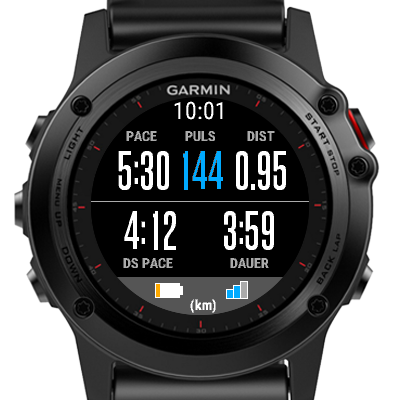 GARMIN
10:01
LIGHT
START STOP
PACE PULS DIST
5:30 144 0.95
4:12 3:59
DS PACE DAUER
UP MENU
DOWN
BACK LAP
(km)